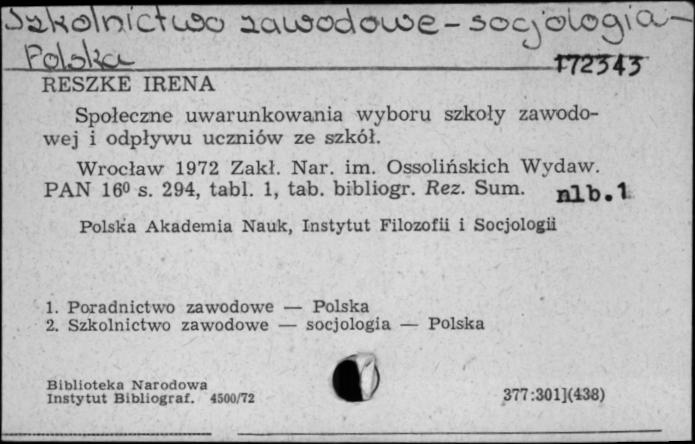 Szkolnictwo zawodowe - socjologia -
Polska
172343
RESZKE IRENA
Społeczne uwarunkowania wyboru szkoły zawodo-
wej i odpływu uczniów ze szkół.
Wrocław 1972 Zakł. Nar. im. Ossolińskich Wydaw.
PAN 16⁰ s. 294, tabl. 1, tab. bibliogr. Rez. Sum. nlb.1
Polska Akademia Nauk, Instytut Filozofii i Socjologii
1. Poradnictwo zawodowe — Polska
2. Szkolnictwo zawodowe — socjologia — Polska
Biblioteka Narodowa
Instytut Bibliograf. 4500/72
377:301](438)